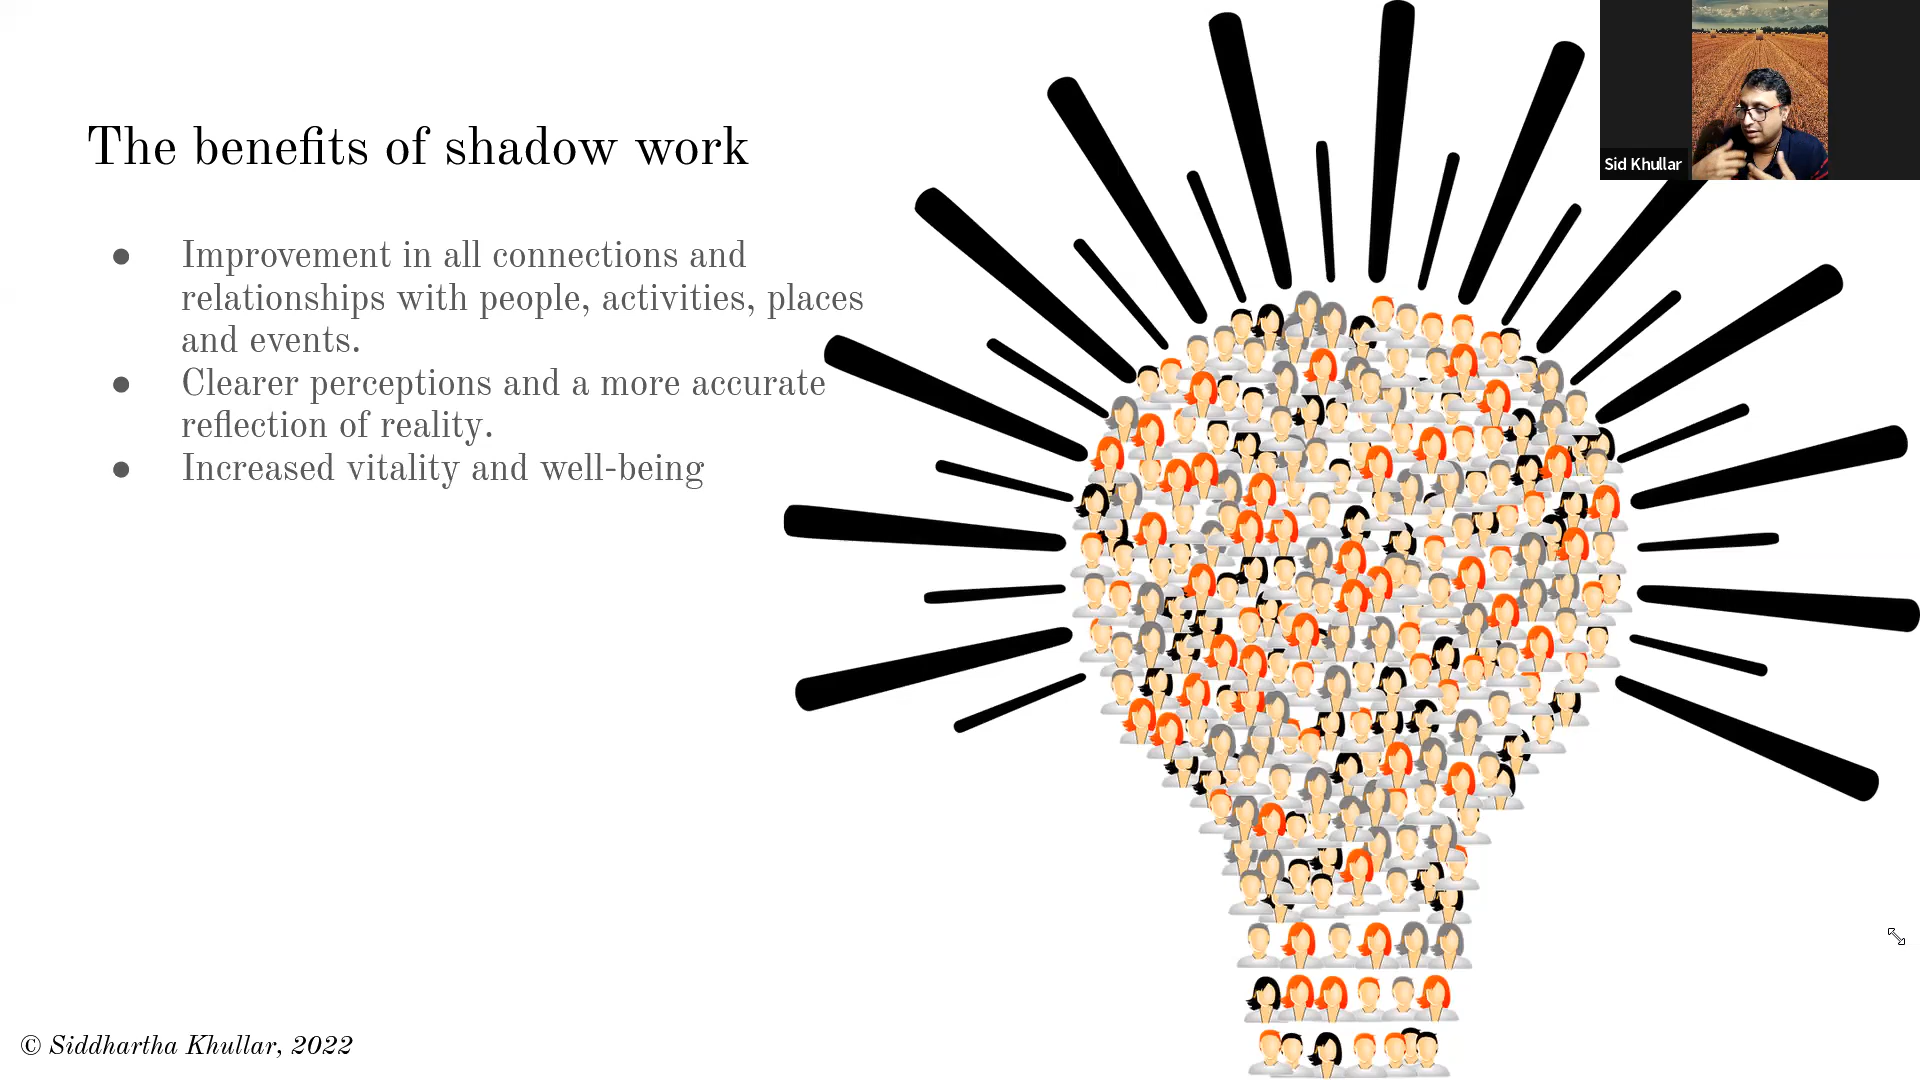 The benefits of shadow work
● Improvement in all connections and
relationships with people, activities, places
and events.
● Clearer perceptions and a more accurate
reflection of reality.
● Increased vitality and well-being
Sid Khullar
© Siddhartha Khullar, 2022